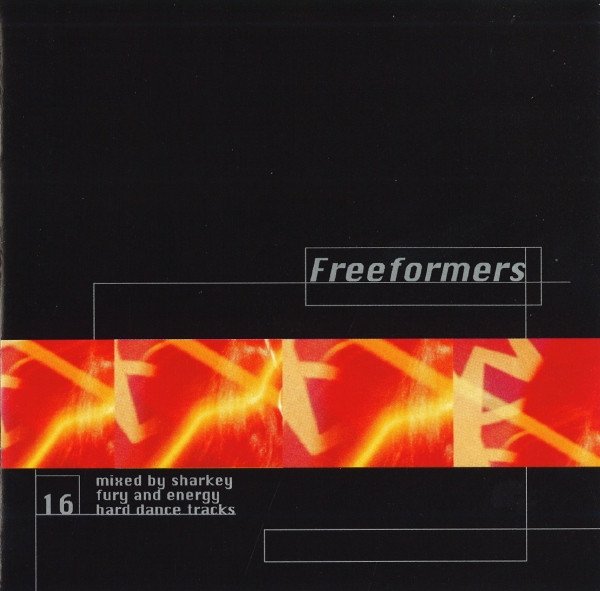 Freeformers
16
mixed by sharkey
fury and energy
hard dance tracks